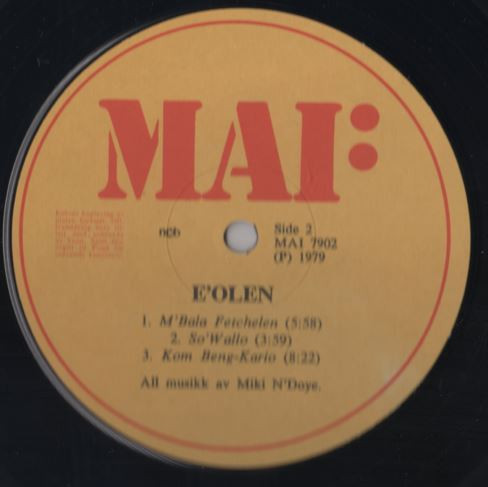 MAI:
ncb
Side 2
MAI 7902
(P) 1979
E'OLEN
1. M'Bala Fetchelen (5:58)
2. So'Wallo (3:59)
3. Kom Beng-Kario (8:22)
All musikk av Miki N'Doye.